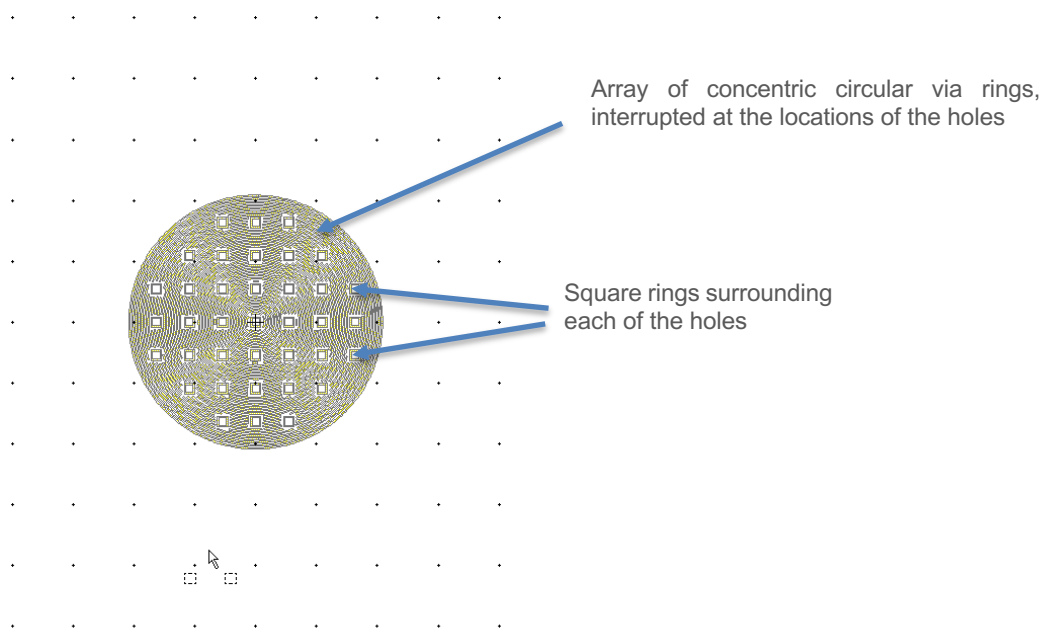 Array of concentric circular via rings,
interrupted at the locations of the holes
Square rings surrounding
each of the holes